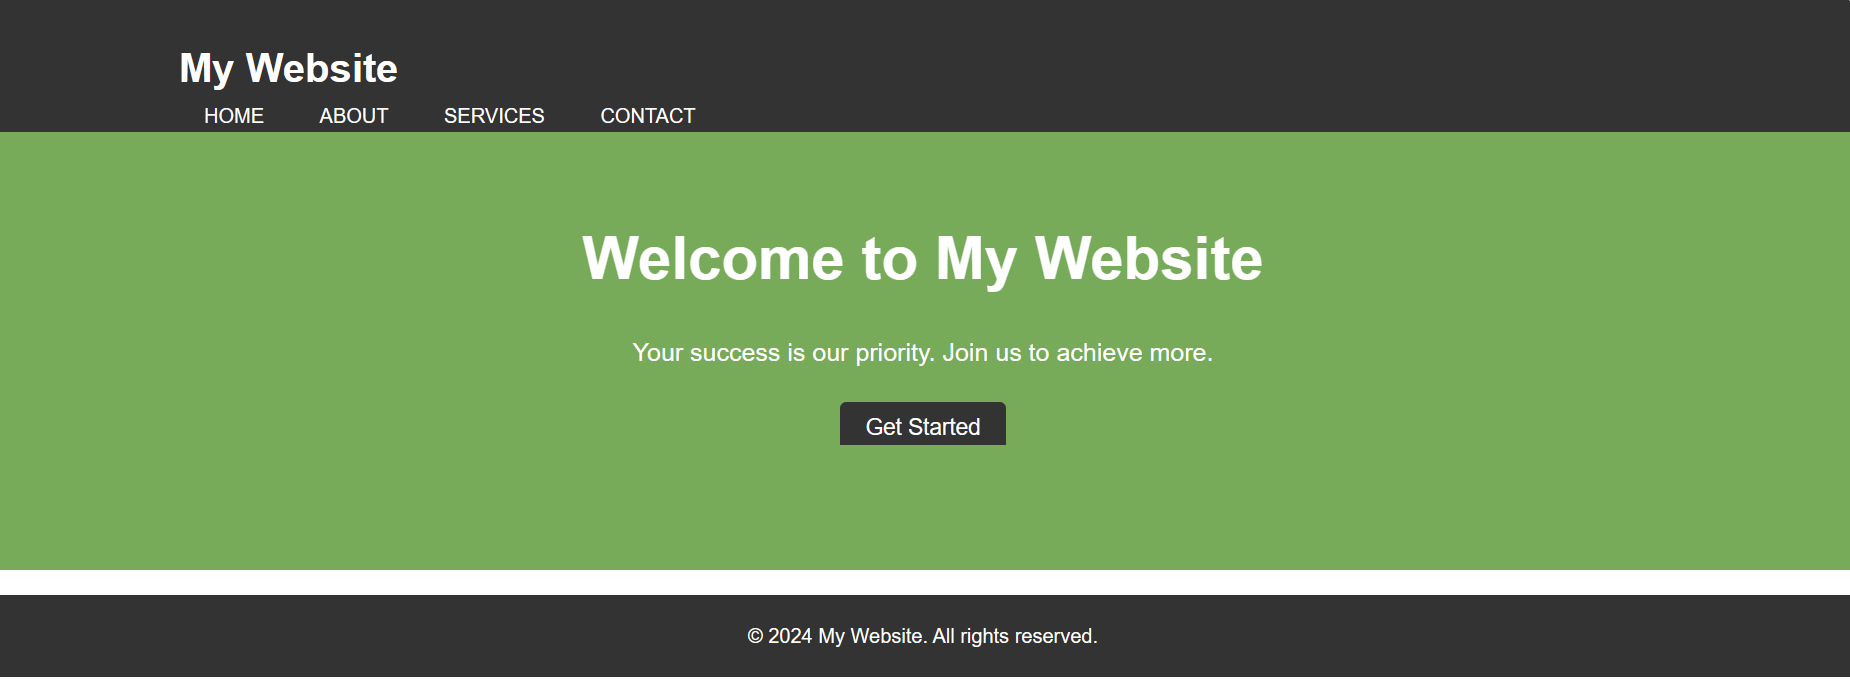 My Website
HOME ABOUT SERVICES CONTACT
Welcome to My Website
Your success is our priority. Join us to achieve more.
Get Started
© 2024 My Website. All rights reserved.